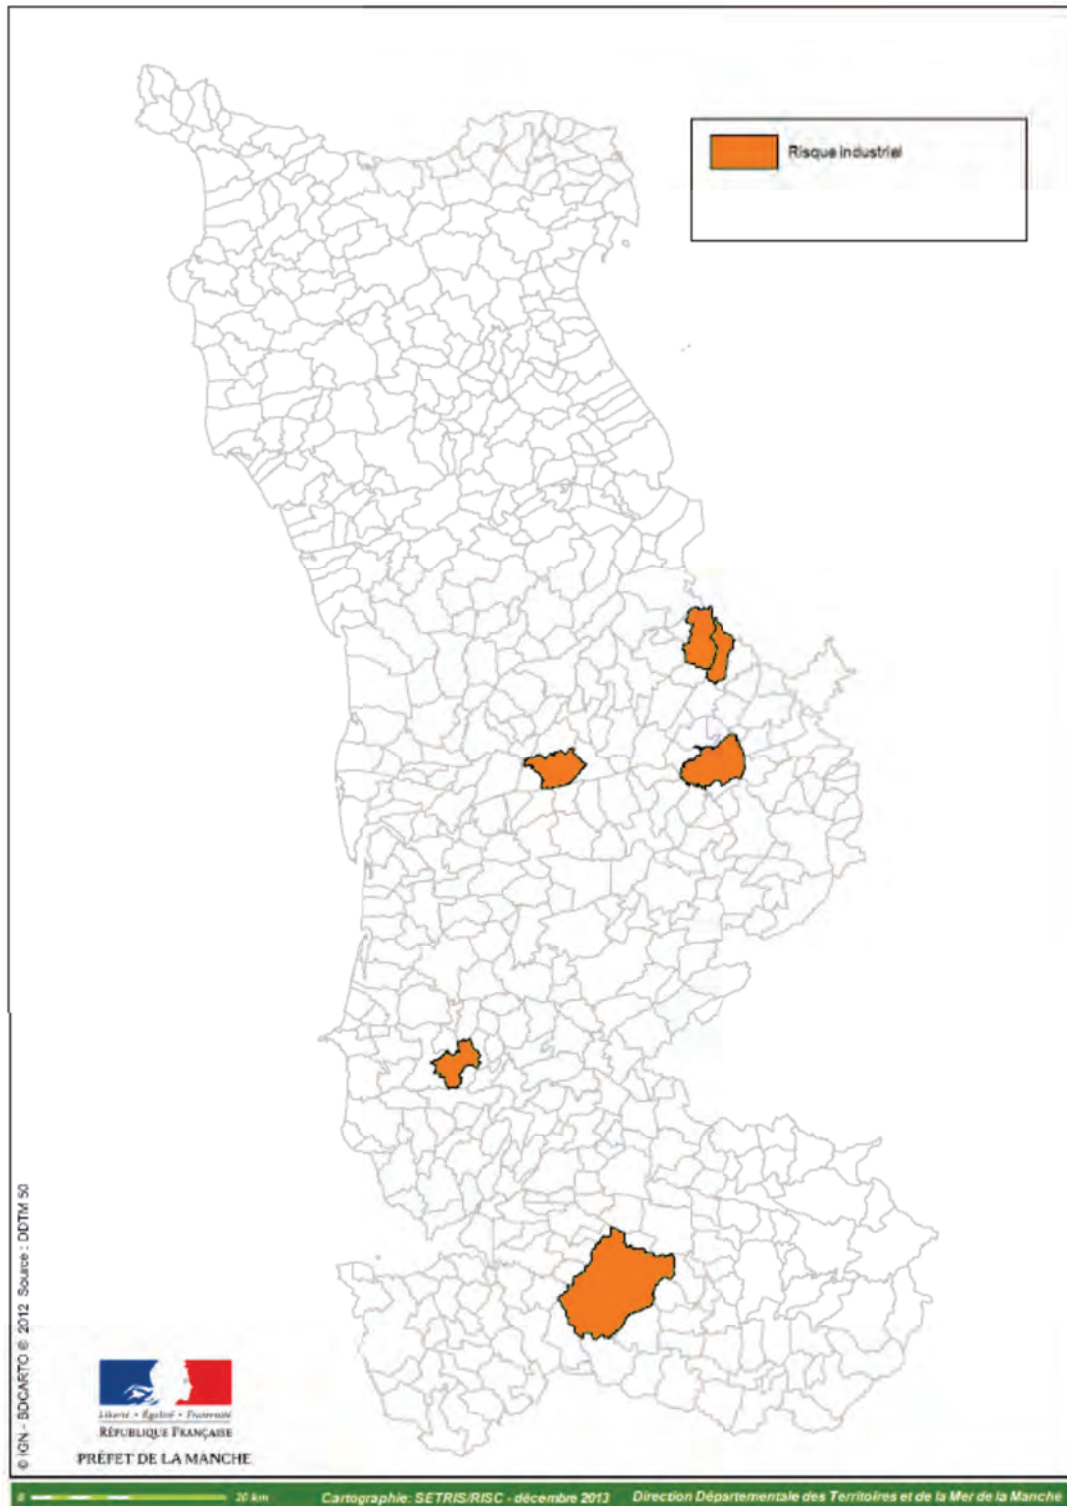 Risque industriel
© IGN - BDCARTO © 2012 Source : DDTM 50
Liberté • Égalité • Fraternité
RÉPUBLIQUE FRANÇAISE
PRÉFET DE LA MANCHE
0 20 km Cartographie: SETRIS/RISC - décembre 2013 Direction Départementale des Territoires et de la Mer de la Manche